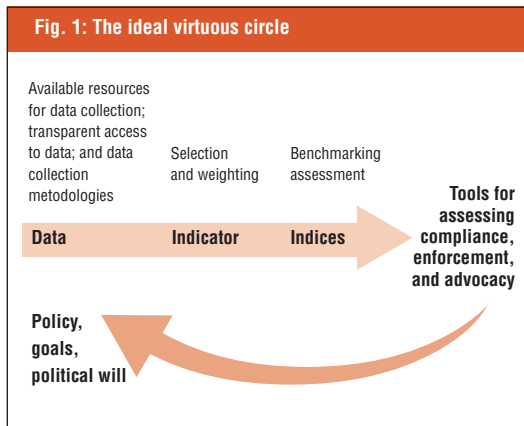 Fig. 1: The ideal virtuous circle
Available resources
for data collection;
transparent access
to data; and data
collection
metodologies
Selection
and weighting
Benchmarking
assessment
Data
Indicator
Indices
Tools for
assessing
compliance,
enforcement,
and advocacy
Policy,
goals,
political will